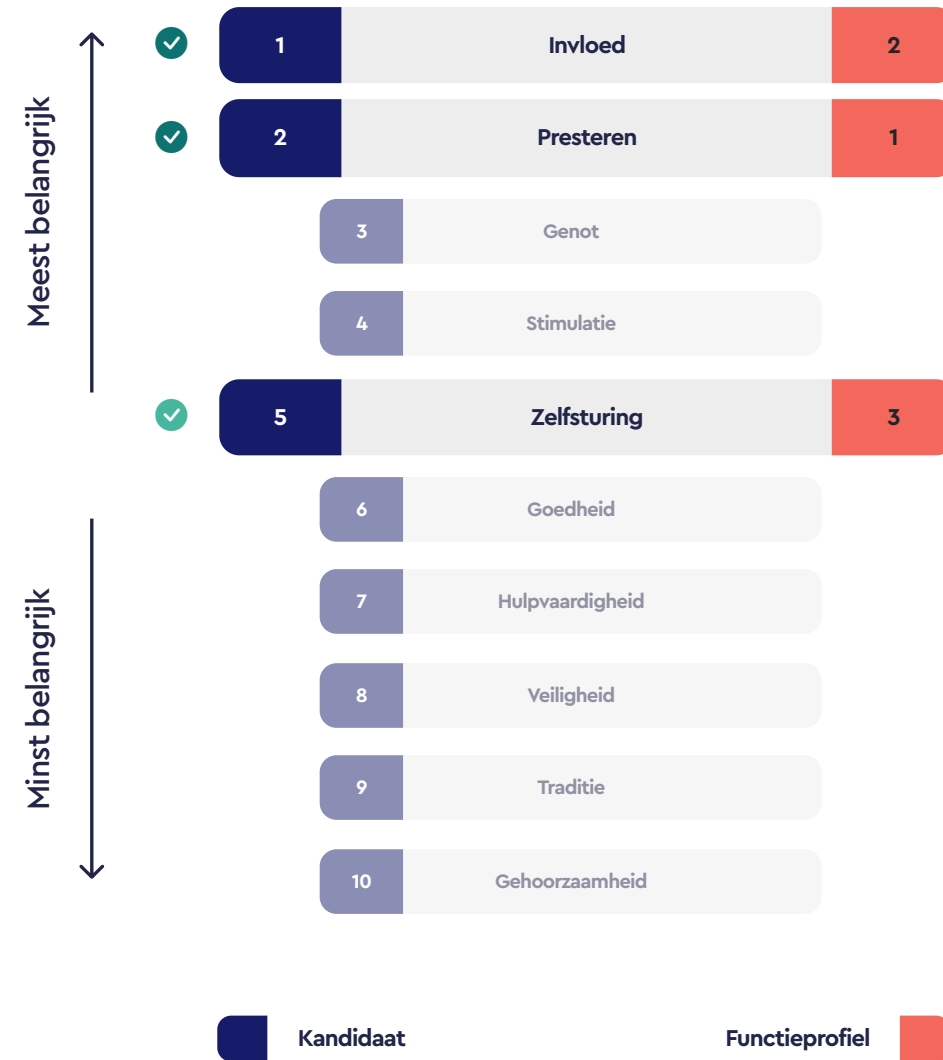 Meest belangrijk
1 Invloed 2
2 Presteren 1
3 Genot
4 Stimulatie
5 Zelfsturing 3
Minst belangrijk
6 Goedheid
7 Hulpvaardigheid
8 Veiligheid
9 Traditie
10 Gehoorzaamheid
Kandidaat Functieprofiel